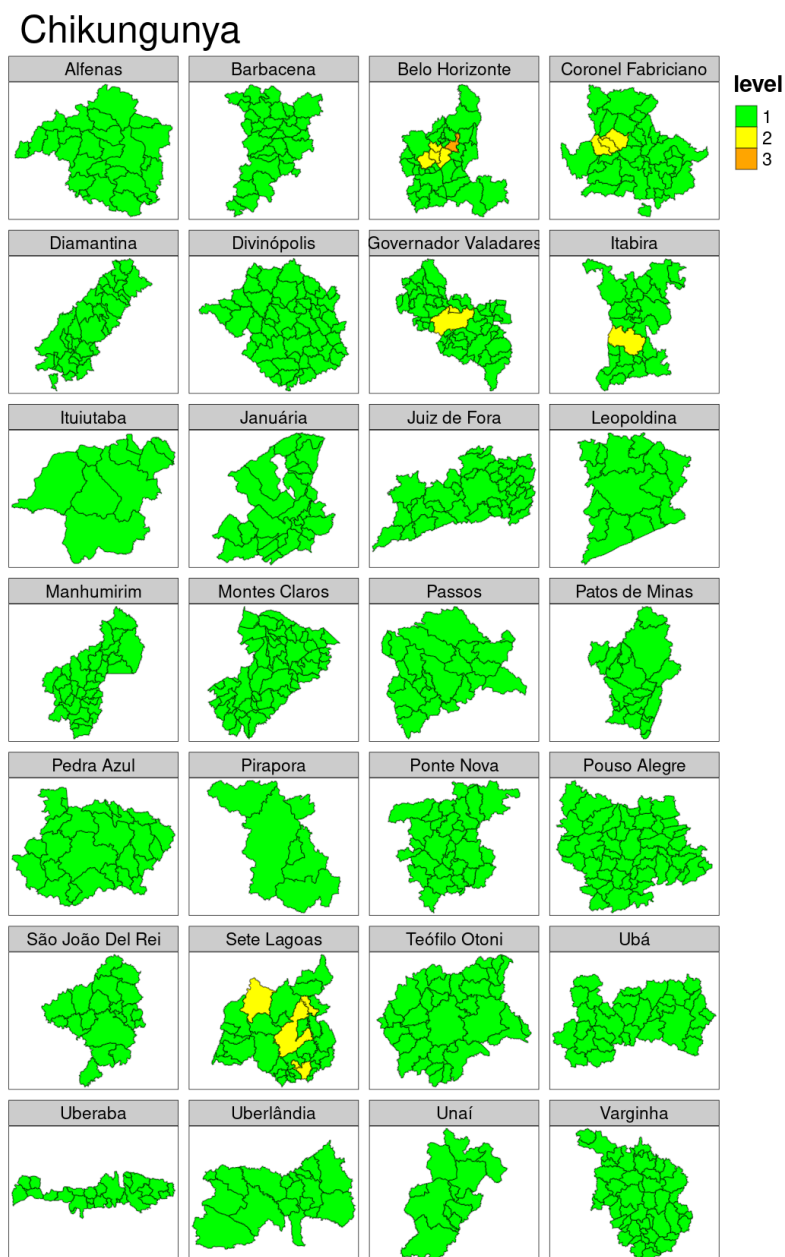 Chikungunya
Alfenas
Barbacena
Belo Horizonte
Coronel Fabriciano
level
1
2
3
Diamantina
Divinópolis
Governador Valadares
Itabira
Ituiutaba
Januária
Juiz de Fora
Leopoldina
Manhumirim
Montes Claros
Passos
Patos de Minas
Pedra Azul
Pirapora
Ponte Nova
Pouso Alegre
São João Del Rei
Sete Lagoas
Teófilo Otoni
Ubá
Uberaba
Uberlândia
Unaí
Varginha